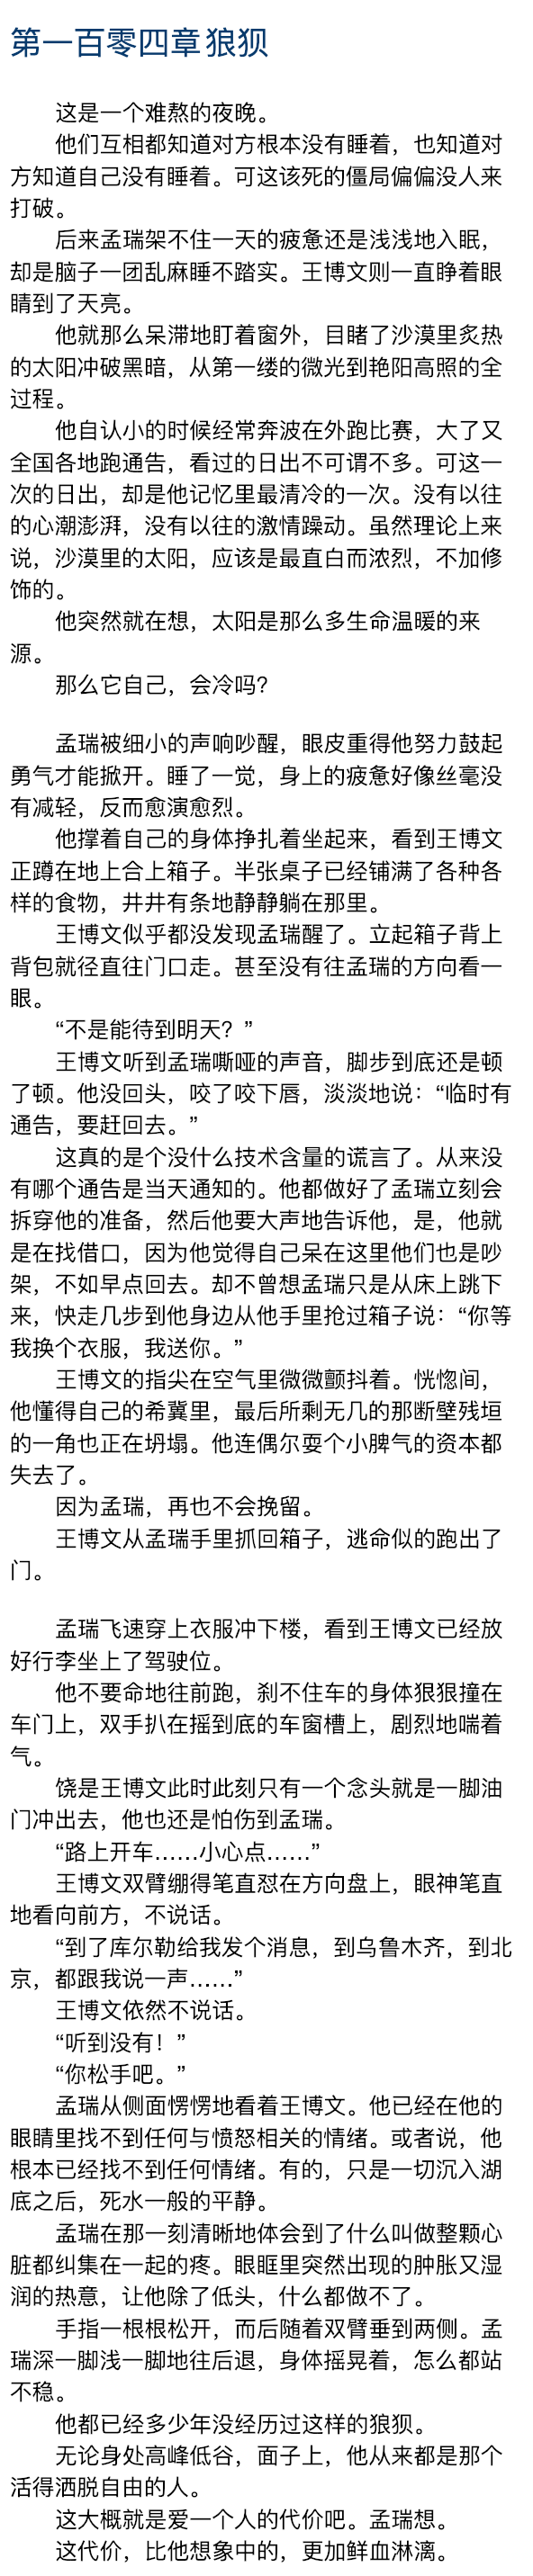 第一百零四章 狼狈
这是一个难熬的夜晚。
他们互相都知道对方根本没有睡着，也知道对
方知道自己没有睡着。可这该死的僵局偏偏没人来
打破。
后来孟瑞架不住一天的疲惫还是浅浅地入眠，
却是脑子一团乱麻睡不踏实。王博文则一直睁着眼
睛到了天亮。
他就那么呆滞地盯着窗外，目睹了沙漠里炙热
的太阳冲破黑暗，从第一缕的微光到艳阳高照的全
过程。
他自认小的时候经常奔波在外跑比赛，大了又
全国各地跑通告，看过的日出不可谓不多。可这一
次的日出，却是他记忆里最清冷的一次。没有以往
的心潮澎湃，没有以往的激情躁动。虽然理论上来
说，沙漠里的太阳，应该是最直白而浓烈，不加修
饰的。
他突然就在想，太阳是那么多生命温暖的来
源。
那么它自己，会冷吗？
孟瑞被细小的声响吵醒，眼皮重得他努力鼓起
勇气才能掀开。睡了一觉，身上的疲惫好像丝毫没
有减轻，反而愈演愈烈。
他撑着自己的身体挣扎着坐起来，看到王博文
正蹲在地上合上箱子。半张桌子已经铺满了各种各
样的食物，井井有条地静静躺在那里。
王博文似乎都没发现孟瑞醒了。立起箱子背上
背包就径直往门口走。甚至没有往孟瑞的方向看一
眼。
“不是能待到明天？”
王博文听到孟瑞嘶哑的声音，脚步到底还是顿
了顿。他没回头，咬了咬下唇，淡淡地说：“临时有
通告，要赶回去。”
这真的是个没什么技术含量的谎言了。从来没
有哪个通告是当天通知的。他都做好了孟瑞立刻会
拆穿他的准备，然后他要大声地告诉他，是，他就
是在找借口，因为他觉得自己呆在这里他们也是吵
架，不如早点回去。却不曾想孟瑞只是从床上跳下
来，快走几步到他身边从他手里抢过箱子说：“你等
我换个衣服，我送你。”
王博文的指尖在空气里微微颤抖着。恍惚间，
他懂得自己的希冀里，最后所剩无几的那断壁残垣
的一角也正在坍塌。他连偶尔耍个小脾气的资本都
失去了。
因为孟瑞，再也不会挽留。
王博文从孟瑞手里抓回箱子，逃命似的跑出了
门。
孟瑞飞速穿上衣服冲下楼，看到王博文已经放
好行李坐上了驾驶位。
他不要命地往前跑，刹不住车的身体狠狠撞在
车门上，双手扒在摇到底的车窗槽上，剧烈地喘着
气。
饶是王博文此时此刻只有一个念头就是一脚油
门冲出去，他也还是怕伤到孟瑞。
“路上开车……小心点……”
王博文双臂绷得笔直怼在方向盘上，眼神笔直
地看向前方，不说话。
“到了库尔勒给我发个消息，到乌鲁木齐，到北
京，都跟我说一声……”
王博文依然不说话。
“听到没有！”
“你松手吧。”
孟瑞从侧面愣愣地看着王博文。他已经在他的
眼睛里找不到任何与愤怒相关的情绪。或者说，他
根本已经找不到任何情绪。有的，只是一切沉入湖
底之后，死水一般的平静。
孟瑞在那一刻清晰地体会到了什么叫做整颗心
脏都纠集在一起的疼。眼眶里突然出现的肿胀又湿
润的热意，让他除了低头，什么都做不了。
手指一根根松开，而后随着双臂垂到两侧。孟
瑞深一脚浅一脚地往后退，身体摇晃着，怎么都站
不稳。
他都已经多少年没经历过这样的狼狈。
无论身处高峰低谷，面子上，他从来都是那个
活得洒脱自由的人。
这大概就是爱一个人的代价吧。孟瑞想。
这代价，比他想象中的，更加鲜血淋漓。